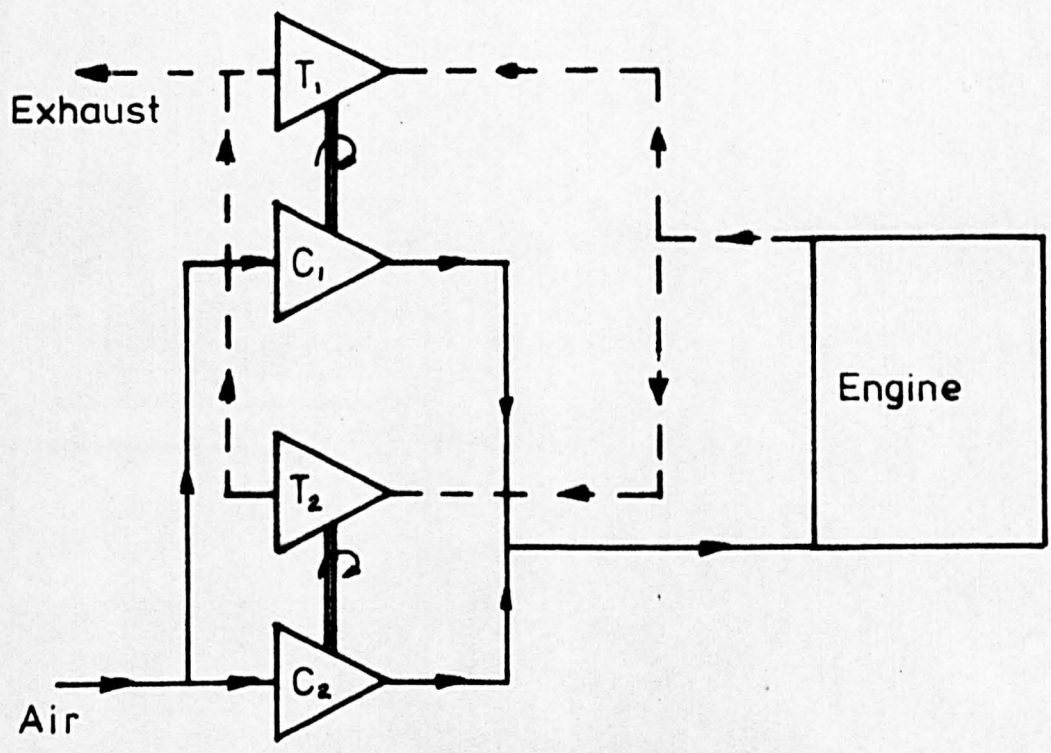 T₁
Exhaust
C₁
Engine
T₂
C₂
Air